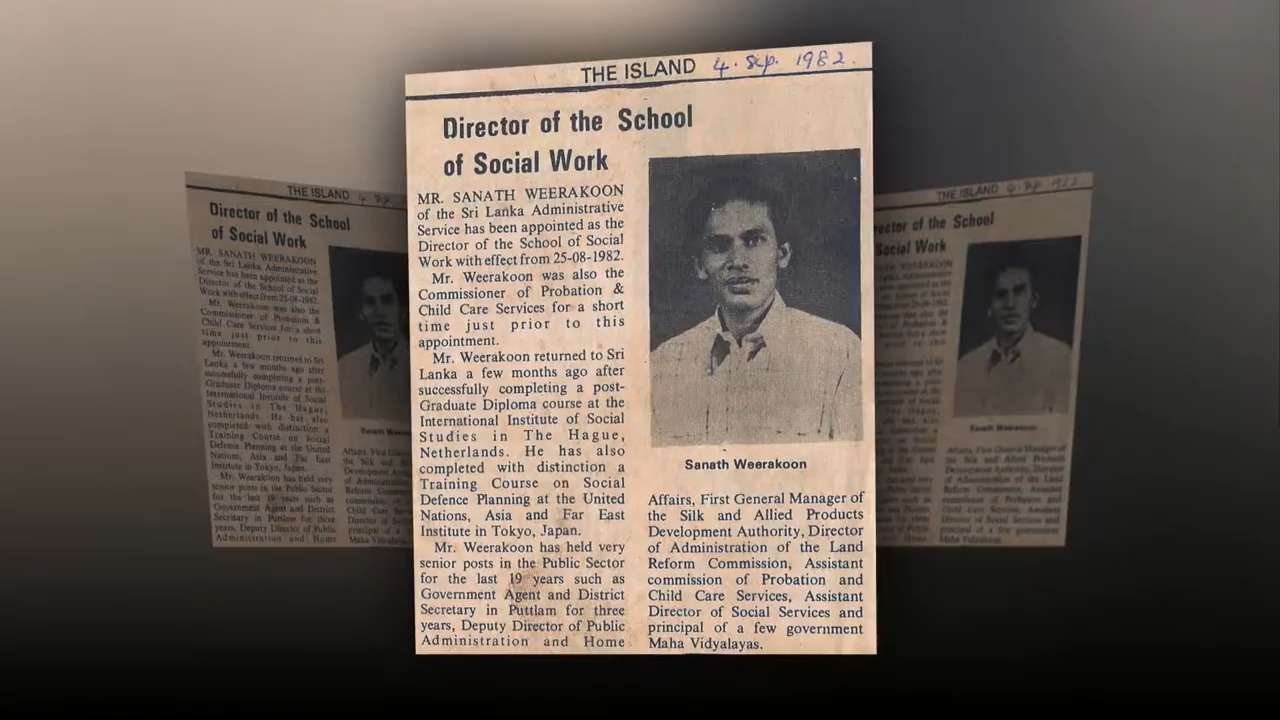 THE ISLAND 4. Sep. 1982.
Director of the School
of Social Work
MR. SANATH WEERAKOON
of the Sri Lanka Administrative
Service has been appointed as the
Director of the School of Social
Work with effect from 25-08-1982.
Mr. Weerakoon was also the
Commissioner of Probation &
Child Care Services for a short
time just prior to this
appointment.
Mr. Weerakoon returned to Sri
Lanka a few months ago after
successfully completing a post-
Graduate Diploma course at the
International Institute of Social
Studies in The Hague,
Netherlands. He has also
completed with distinction a
Training Course on Social
Defence Planning at the United
Nations, Asia and Far East
Institute in Tokyo, Japan.
Mr. Weerakoon has held very
senior posts in the Public Sector
for the last 19 years such as
Government Agent and District
Secretary in Puttlam for three
years, Deputy Director of Public
Administration and Home
Sanath Weerakoon
Affairs, First General Manager of
the Silk and Allied Products
Development Authority, Director
of Administration of the Land
Reform Commission, Assistant
commission of Probation and
Child Care Services, Assistant
Director of Social Services and
principal of a few government
Maha Vidyalayas.